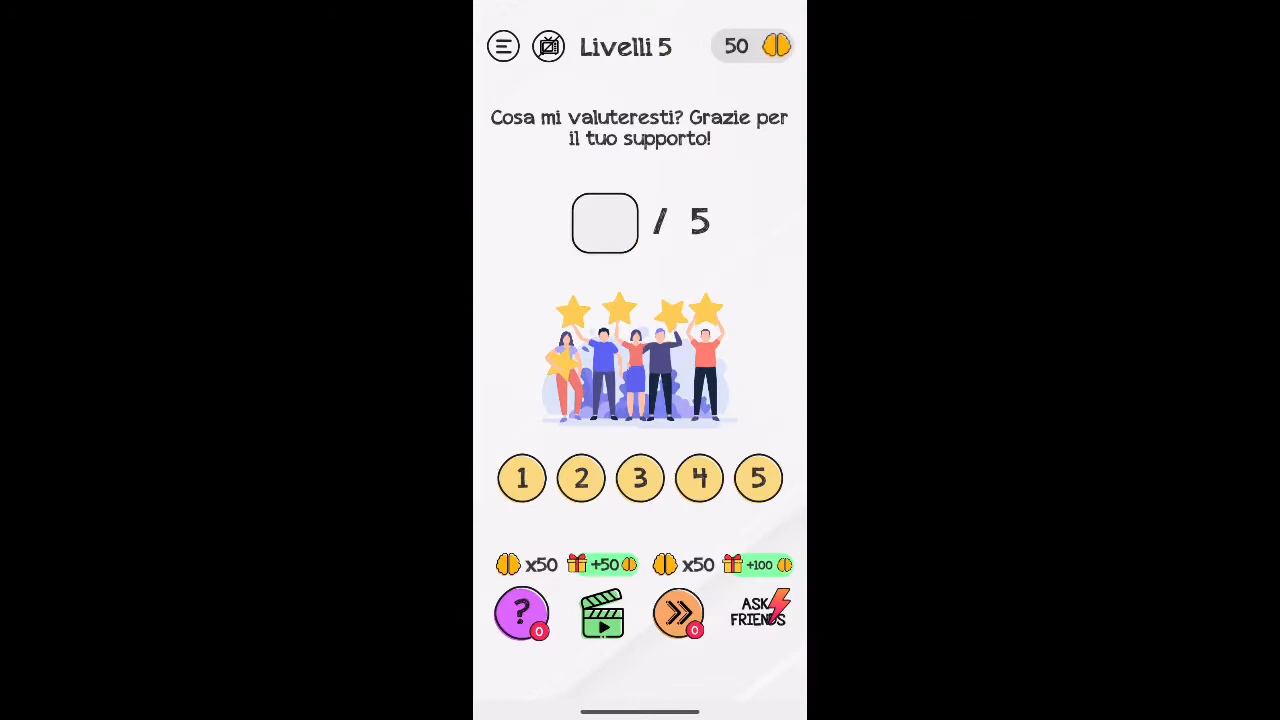 Livelli 5
50
Cosa mi valuteresti? Grazie per
il tuo supporto!
/ 5
1 2 3 4 5
x50 +50 x50 +100
? 0 0 ASK
FRIENDS